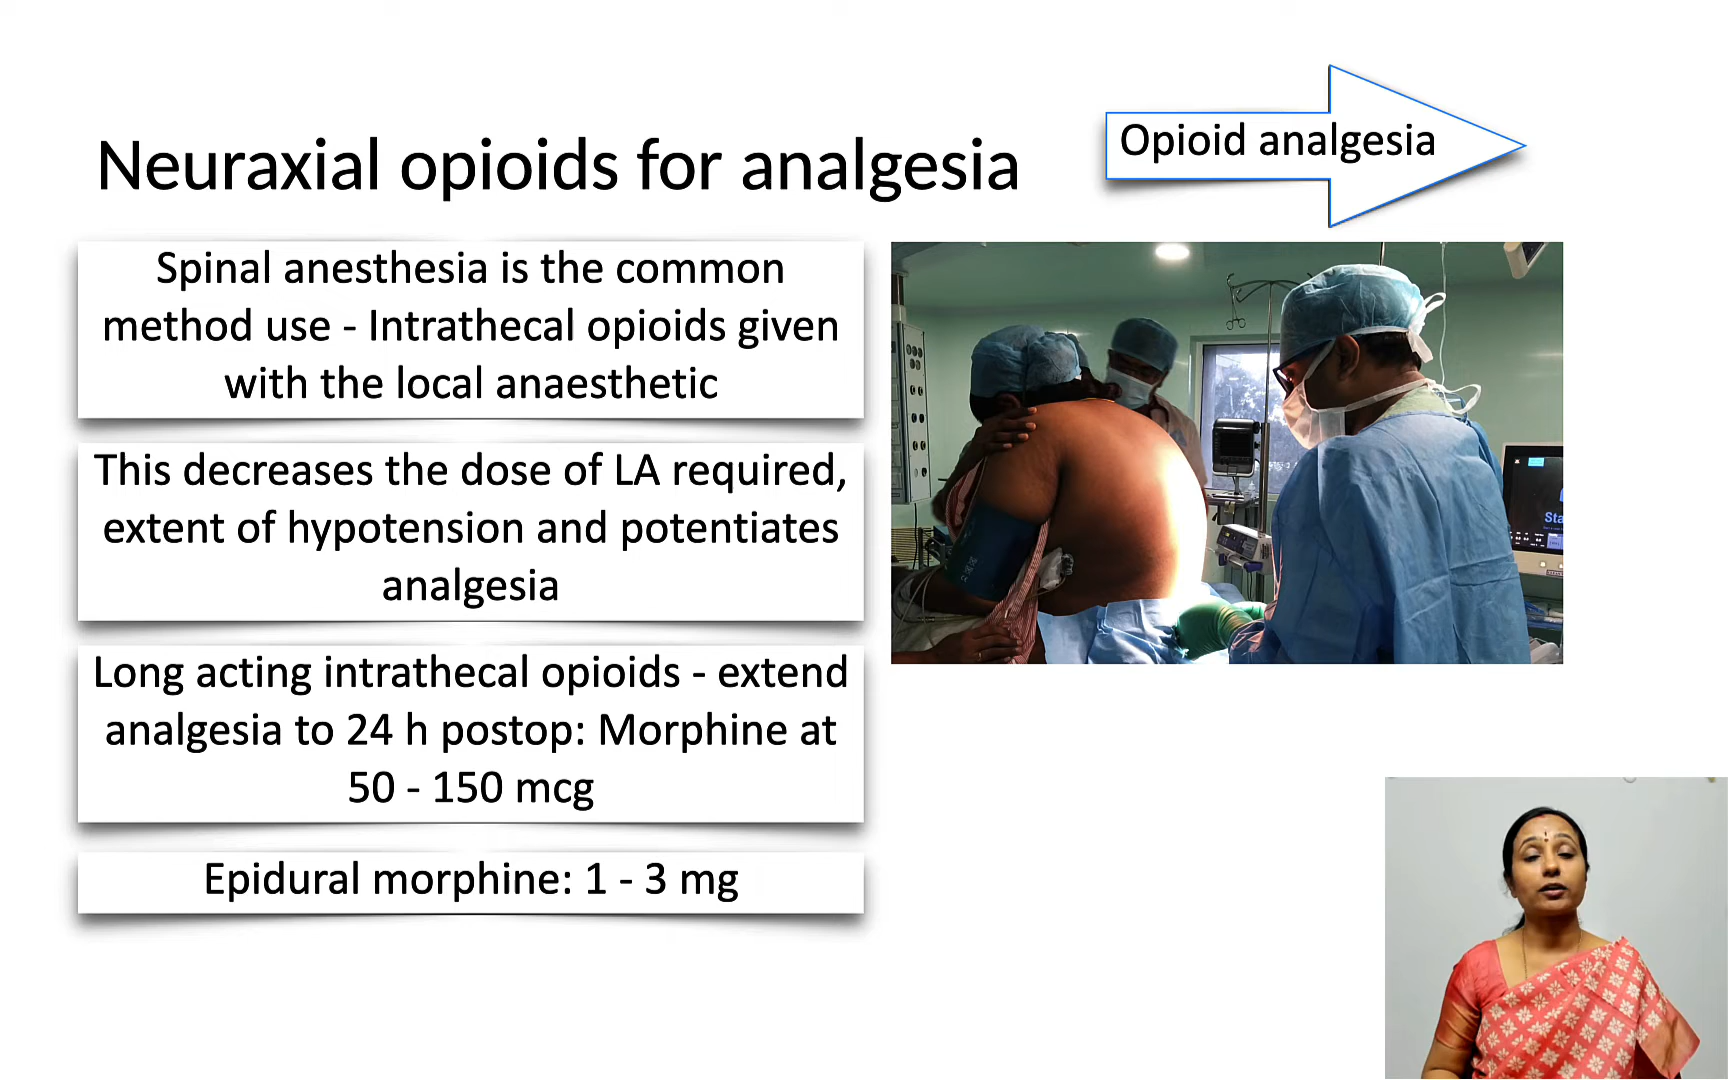 Neuraxial opioids for analgesia
Opioid analgesia
Spinal anesthesia is the common
method use - Intrathecal opioids given
with the local anaesthetic
This decreases the dose of LA required,
extent of hypotension and potentiates
analgesia
Long acting intrathecal opioids - extend
analgesia to 24 h postop: Morphine at
50 - 150 mcg
Epidural morphine: 1 - 3 mg
Sta